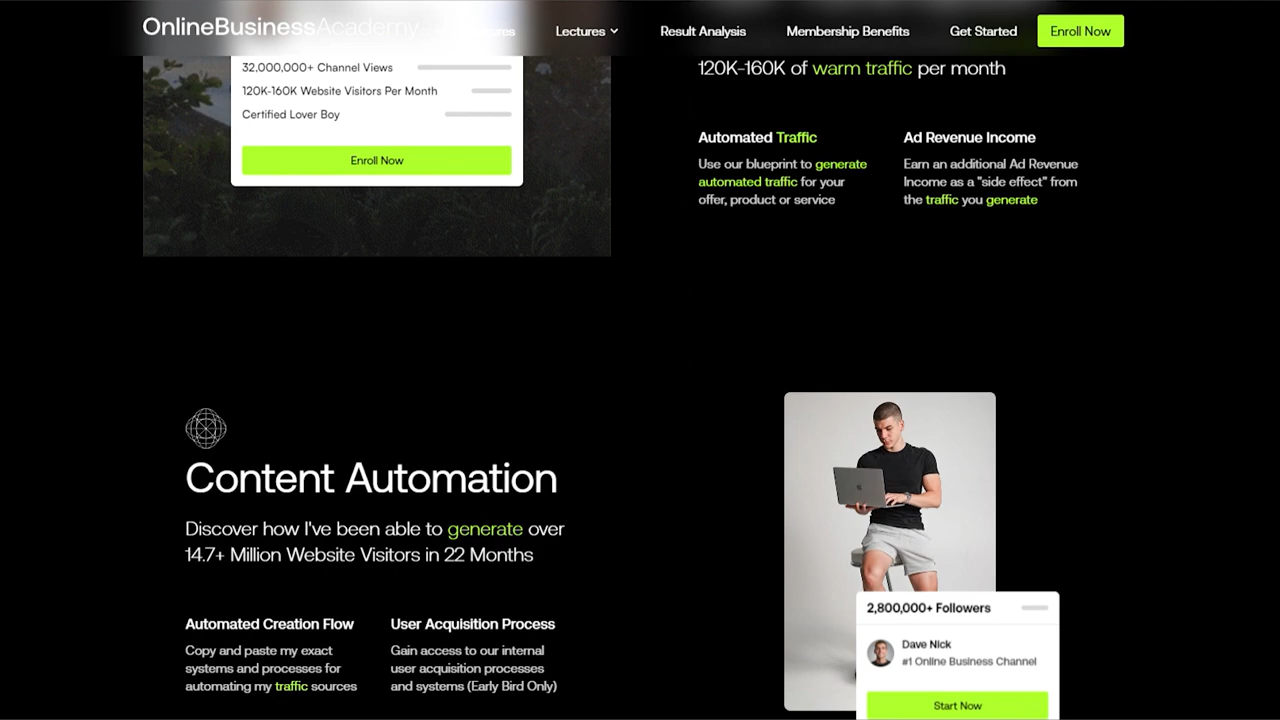 OnlineBusinessAcademy
Lectures
Result Analysis
Membership Benefits
Get Started
Enroll Now
32,000,000+ Channel Views
120K-160K Website Visitors Per Month
Certified Lover Boy
Enroll Now
120K-160K of warm traffic per month
Automated Traffic
Use our blueprint to generate
automated traffic for your
offer, product or service
Ad Revenue Income
Earn an additional Ad Revenue
Income as a "side effect" from
the traffic you generate
Content Automation
Discover how I've been able to generate over
14.7+ Million Website Visitors in 22 Months
Automated Creation Flow
Copy and paste my exact
systems and processes for
automating my traffic sources
User Acquisition Process
Gain access to our internal
user acquisition processes
and systems (Early Bird Only)
2,800,000+ Followers
Dave Nick
#1 Online Business Channel
Start Now